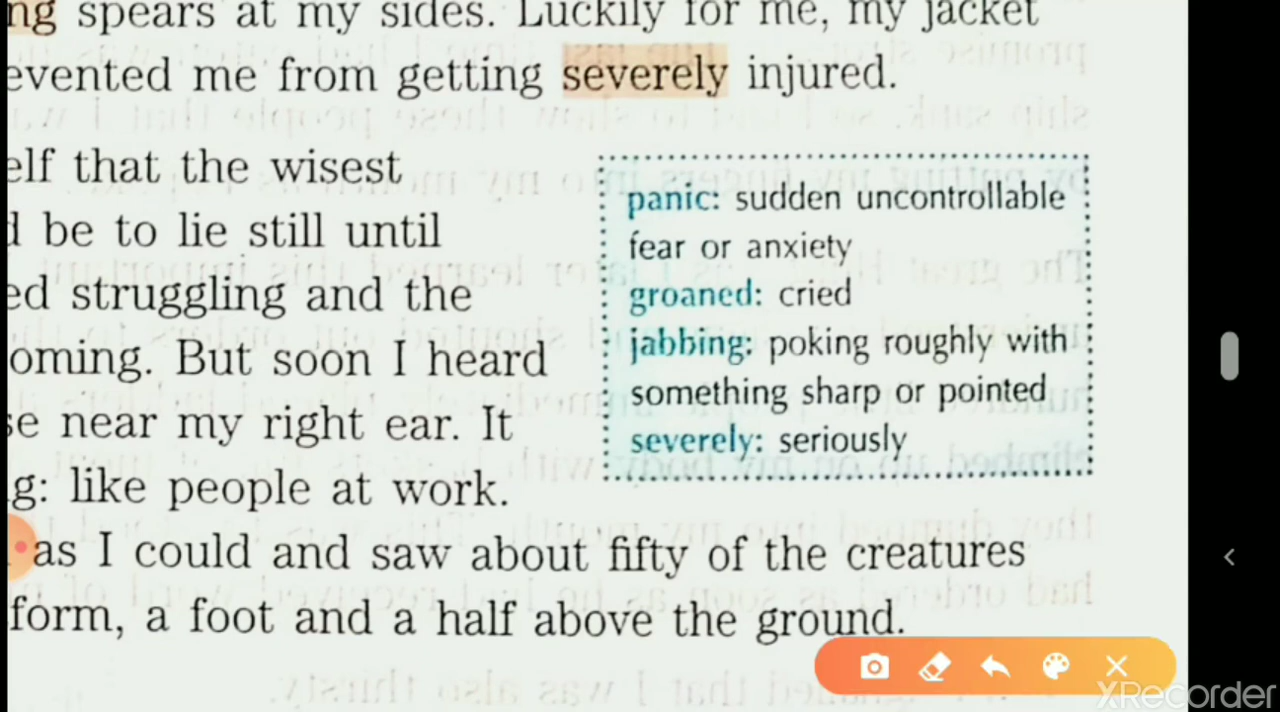 ng spears at my sides. Luckily for me, my jacket
evented me from getting severely injured.
elf that the wisest
d be to lie still until
ed struggling and the
oming. But soon I heard
se near my right ear. It
g: like people at work.
as I could and saw about fifty of the creatures
form, a foot and a half above the ground.
panic: sudden uncontrollable
fear or anxiety
groaned: cried
jabbing: poking roughly with
something sharp or pointed
severely: seriously
XRecorder